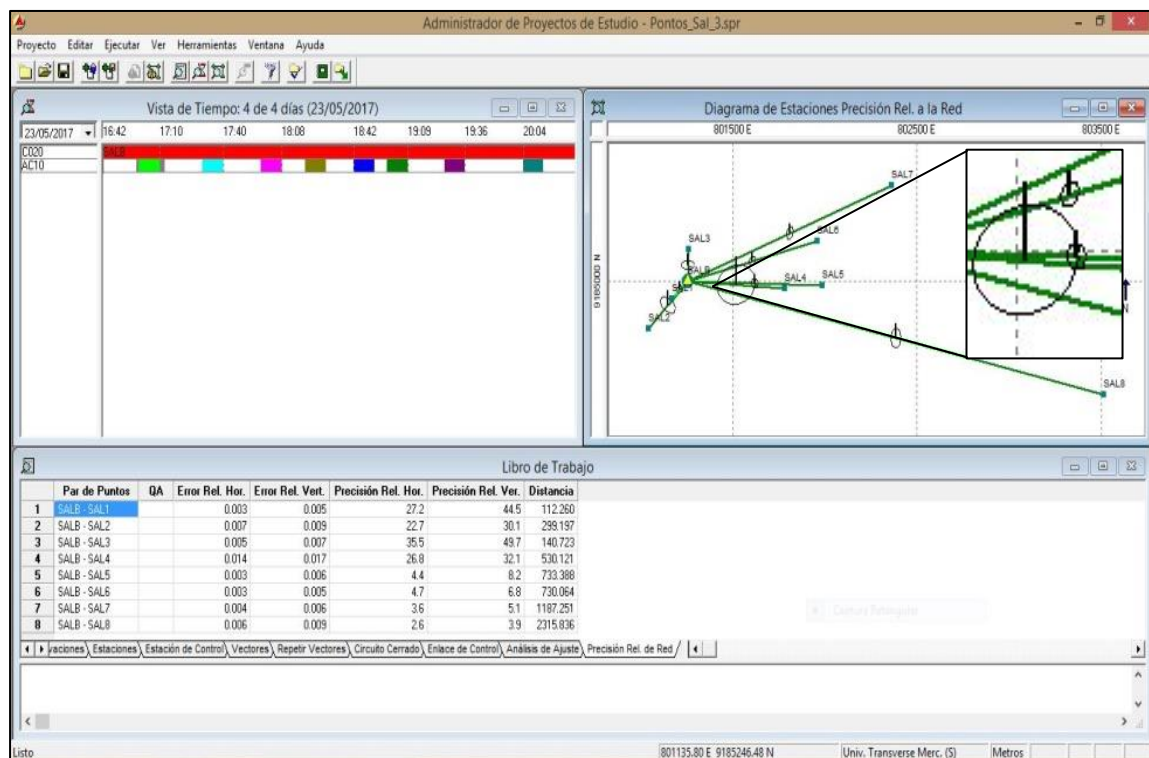 Administrador de Proyectos de Estudio - Pontos_Sal_3.spr
Proyecto Editar Ejecutar Ver Herramientas Ventana Ayuda
Vista de Tiempo: 4 de 4 días (23/05/2017)
23/05/2017 16:42 17:10 17:40 18:08 18:42 19:09 19:36 20:04
C020 SALB
AC10
Diagrama de Estaciones Precisión Rel. a la Red
801500 E 802500 E 803500 E
9185000 N
SAL7
SAL3
SAL6
SALB
SAL4
SAL5
SAL2
SAL8
N
Libro de Trabajo
Par de Puntos QA Error Rel. Hor. Error Rel. Vert. Precisión Rel. Hor. Precisión Rel. Ver. Distancia
1 SALB - SAL1 0.003 0.005 27.2 44.5 112.260
2 SALB - SAL2 0.007 0.009 22.7 30.1 299.197
3 SALB - SAL3 0.005 0.007 35.5 49.7 140.723
4 SALB - SAL4 0.014 0.017 26.8 32.1 530.121
5 SALB - SAL5 0.003 0.006 4.4 8.2 733.388
6 SALB - SAL6 0.003 0.005 4.7 6.8 730.064
7 SALB - SAL7 0.004 0.006 3.6 5.1 1187.251
8 SALB - SAL8 0.006 0.009 2.6 3.9 2315.836
vaciones Estaciones Estación de Control Vectores Repetir Vectores Circuito Cerrado Enlace de Control Análisis de Ajuste Precisión Rel. de Red
Listo 801135.80 E 9185246.48 N Univ. Transverse Merc. (S) Metros